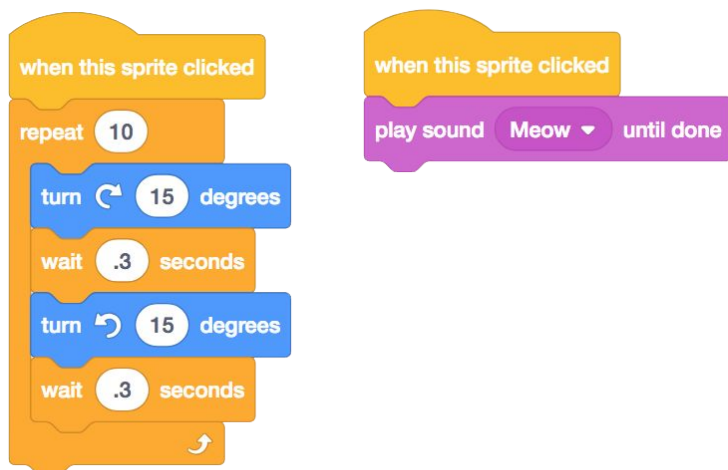 when this sprite clicked
repeat 10
turn 15 degrees
wait .3 seconds
turn 15 degrees
wait .3 seconds
when this sprite clicked
play sound Meow until done